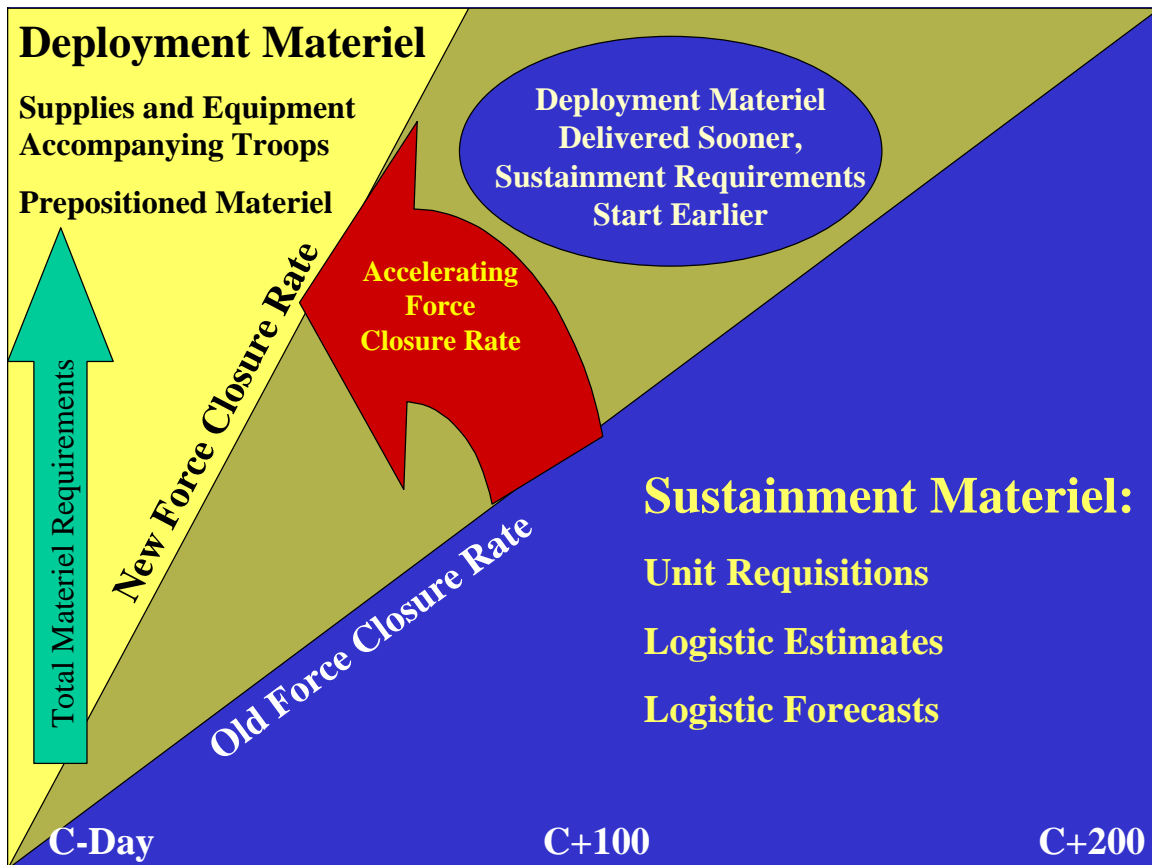 Deployment Materiel
Supplies and Equipment
Accompanying Troops
Prepositioned Materiel
Deployment Materiel
Delivered Sooner,
Sustainment Requirements
Start Earlier
Accelerating
Force
Closure Rate
New Force Closure Rate
Total Materiel Requirements
Old Force Closure Rate
Sustainment Materiel:
Unit Requisitions
Logistic Estimates
Logistic Forecasts
C-Day
C+100
C+200